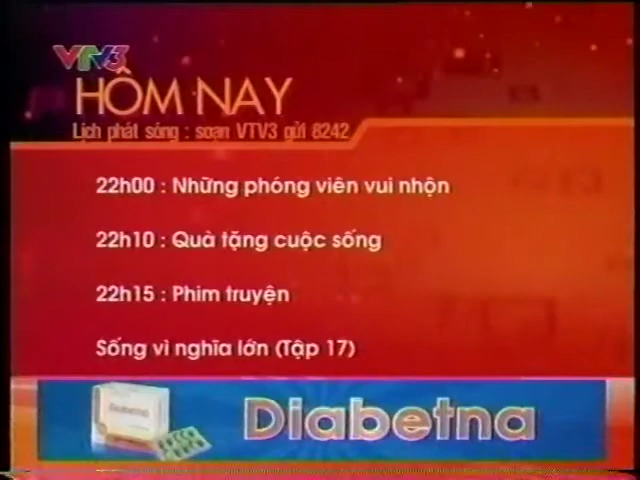 VTV3
HÔM NAY
Lịch phát sóng : soạn VTV3 gửi 8242
22h00 : Những phóng viên vui nhộn
22h10 : Quà tặng cuộc sống
22h15 : Phim truyện
Sống vì nghĩa lớn (Tập 17)
Diabetna
Diabetna